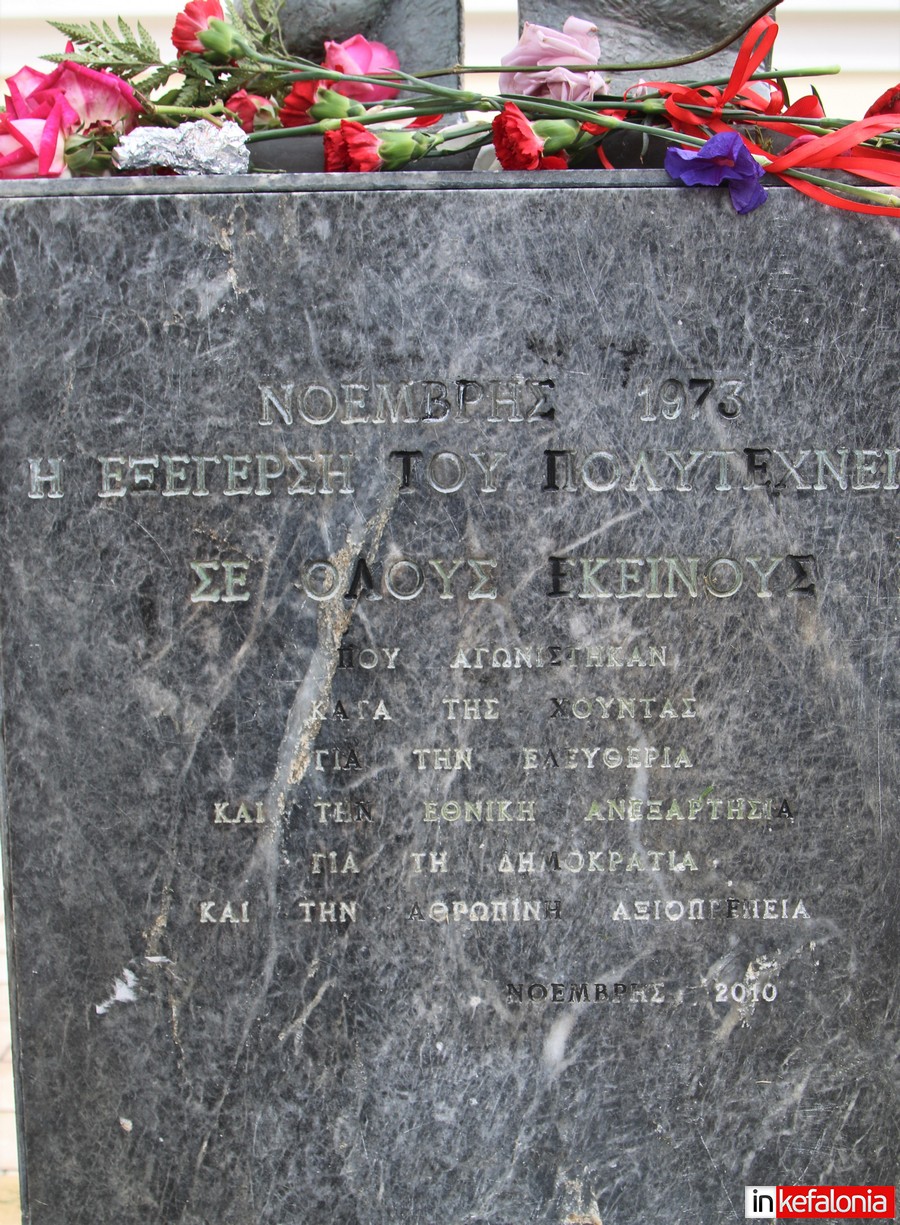 ΝΟΕΜΒΡΗΣ 1973
Η ΕΞΕΓΕΡΣΗ ΤΟΥ ΠΟΛΥΤΕΧΝΕΙ
ΣΕ ΟΛΟΥΣ ΕΚΕΙΝΟΥΣ
ΠΟΥ ΑΓΩΝΙΣΤΗΚΑΝ
ΚΑΤΑ ΤΗΣ ΧΟΥΝΤΑΣ
ΓΙΑ ΤΗΝ ΕΛΕΥΘΕΡΙΑ
ΚΑΙ ΤΗΝ ΕΘΝΙΚΗ ΑΝΕΞΑΡΤΗΣΙΑ
ΓΙΑ ΤΗ ΔΗΜΟΚΡΑΤΙΑ
ΚΑΙ ΤΗΝ ΑΘΡΩΠΙΝΗ ΑΞΙΟΠΡΕΠΕΙΑ
ΝΟΕΜΒΡΗΣ 2010
inkefalonia